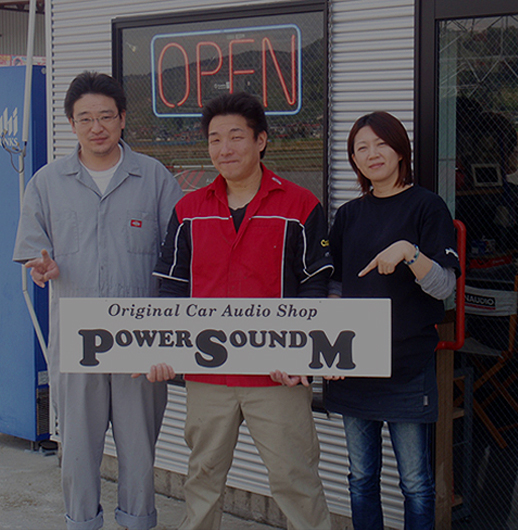 OPEN
Original Car Audio Shop
POWER SOUND M